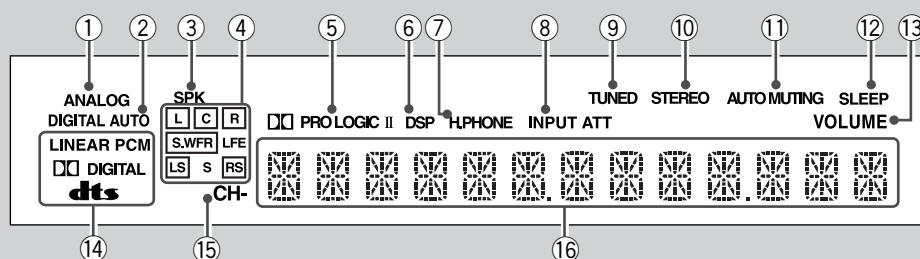 ① ② ③ ④ ⑤ ⑥ ⑦ ⑧ ⑨ ⑩ ⑪ ⑫ ⑬
ANALOG SPK TUNED STEREO AUTO MUTING SLEEP
DIGITAL AUTO L C R PRO LOGIC II DSP H.PHONE INPUT ATT VOLUME
LINEAR PCM S.WFR LFE
DIGITAL LS S RS
dts CH-
⑭ ⑮ ⑯